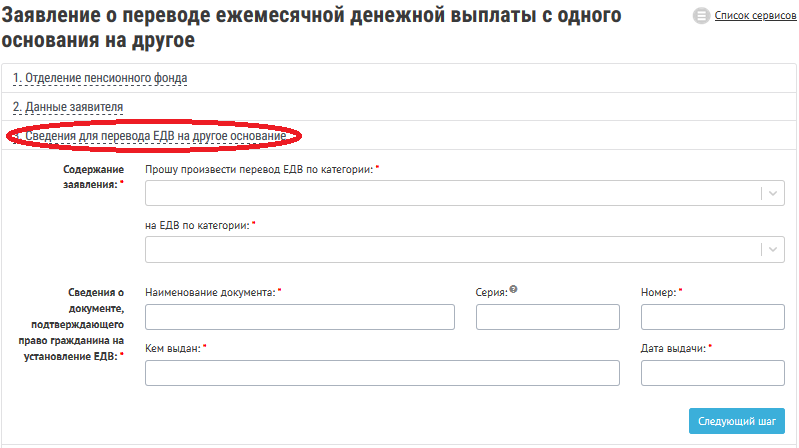 Заявление о переводе ежемесячной денежной выплаты с одного
основания на другое
Список сервисов
1. Отделение пенсионного фонда
2. Данные заявителя
3. Сведения для перевода ЕДВ на другое основание
Содержание
заявления: *
Прошу произвести перевод ЕДВ по категории: *
на ЕДВ по категории: *
Сведения о
документе,
подтверждающего
право гражданина на
установление ЕДВ: *
Наименование документа: *
Серия: ?
Номер: *
Кем выдан: *
Дата выдачи: *
Следующий шаг